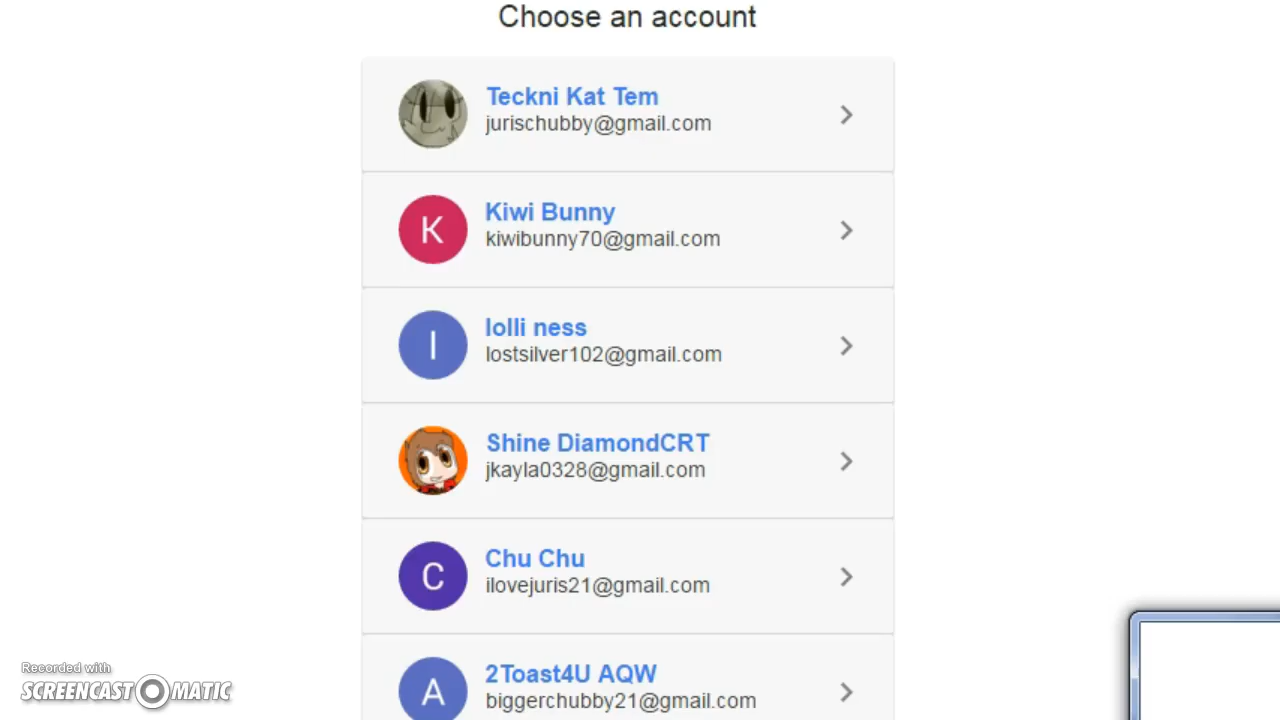 Choose an account
Teckni Kat Tem
jurischubby@gmail.com
K
Kiwi Bunny
kiwibunny70@gmail.com
l
lolli ness
lostsilver102@gmail.com
Shine DiamondCRT
jkayla0328@gmail.com
C
Chu Chu
ilovejuris21@gmail.com
A
2Toast4U AQW
biggerchubby21@gmail.com
Recorded with
SCREENCAST-O-MATIC